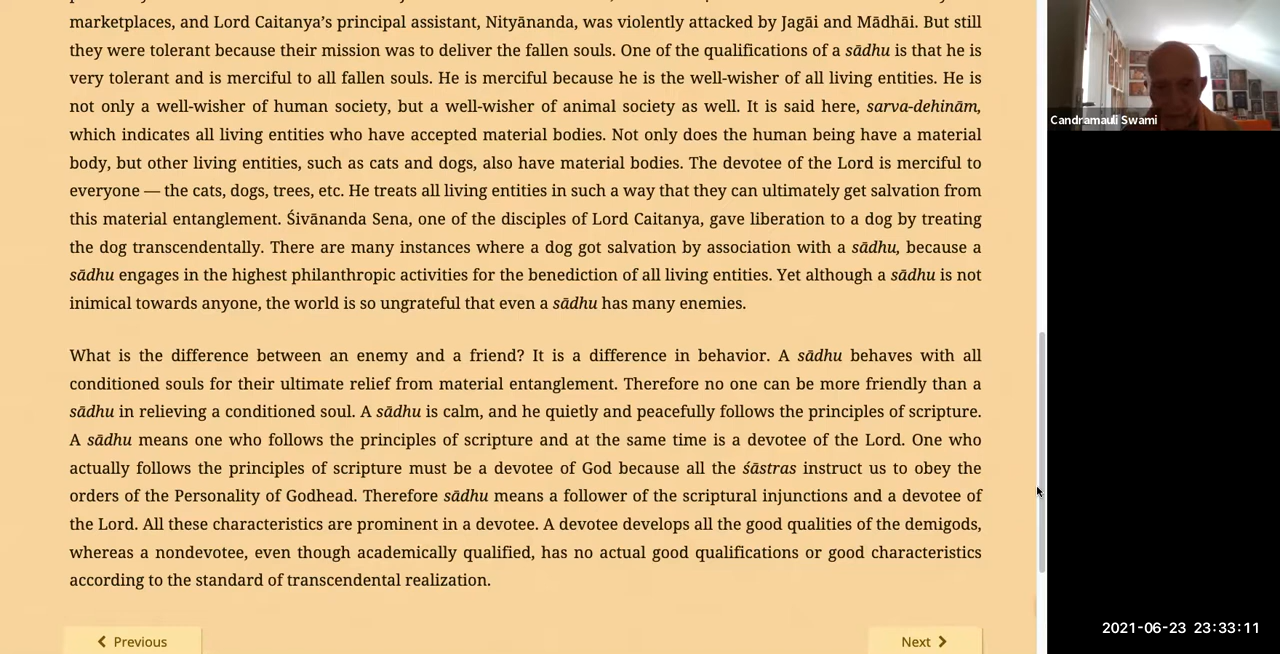 marketplaces, and Lord Caitanya’s principal assistant, Nityānanda, was violently attacked by Jagāi and Mādhāi. But still
they were tolerant because their mission was to deliver the fallen souls. One of the qualifications of a sādhu is that he is
very tolerant and is merciful to all fallen souls. He is merciful because he is the well-wisher of all living entities. He is
not only a well-wisher of human society, but a well-wisher of animal society as well. It is said here, sarva-dehinām,
which indicates all living entities who have accepted material bodies. Not only does the human being have a material
body, but other living entities, such as cats and dogs, also have material bodies. The devotee of the Lord is merciful to
everyone — the cats, dogs, trees, etc. He treats all living entities in such a way that they can ultimately get salvation from
this material entanglement. Śivānanda Sena, one of the disciples of Lord Caitanya, gave liberation to a dog by treating
the dog transcendentally. There are many instances where a dog got salvation by association with a sādhu, because a
sādhu engages in the highest philanthropic activities for the benediction of all living entities. Yet although a sādhu is not
inimical towards anyone, the world is so ungrateful that even a sādhu has many enemies.
What is the difference between an enemy and a friend? It is a difference in behavior. A sādhu behaves with all
conditioned souls for their ultimate relief from material entanglement. Therefore no one can be more friendly than a
sādhu in relieving a conditioned soul. A sādhu is calm, and he quietly and peacefully follows the principles of scripture.
A sādhu means one who follows the principles of scripture and at the same time is a devotee of the Lord. One who
actually follows the principles of scripture must be a devotee of God because all the śāstras instruct us to obey the
orders of the Personality of Godhead. Therefore sādhu means a follower of the scriptural injunctions and a devotee of
the Lord. All these characteristics are prominent in a devotee. A devotee develops all the good qualities of the demigods,
whereas a nondevotee, even though academically qualified, has no actual good qualifications or good characteristics
according to the standard of transcendental realization.
Previous
Next
Candramauli Swami
2021-06-23 23:33:11